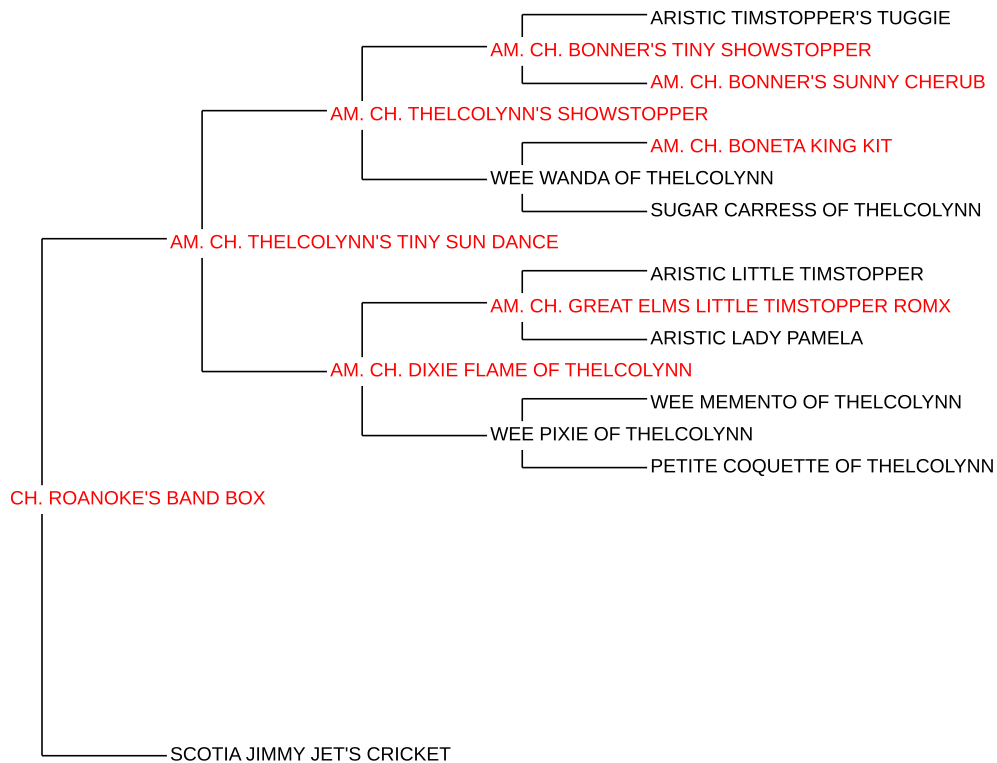 ARISTIC TIMSTOPPER'S TUGGIE
AM. CH. BONNER'S TINY SHOWSTOPPER
AM. CH. BONNER'S SUNNY CHERUB
AM. CH. THELCOLYNN'S SHOWSTOPPER
AM. CH. BONETA KING KIT
WEE WANDA OF THELCOLYNN
SUGAR CARRESS OF THELCOLYNN
AM. CH. THELCOLYNN'S TINY SUN DANCE
ARISTIC LITTLE TIMSTOPPER
AM. CH. GREAT ELMS LITTLE TIMSTOPPER ROMX
ARISTIC LADY PAMELA
AM. CH. DIXIE FLAME OF THELCOLYNN
WEE MEMENTO OF THELCOLYNN
WEE PIXIE OF THELCOLYNN
PETITE COQUETTE OF THELCOLYNN
CH. ROANOKE'S BAND BOX
SCOTIA JIMMY JET'S CRICKET